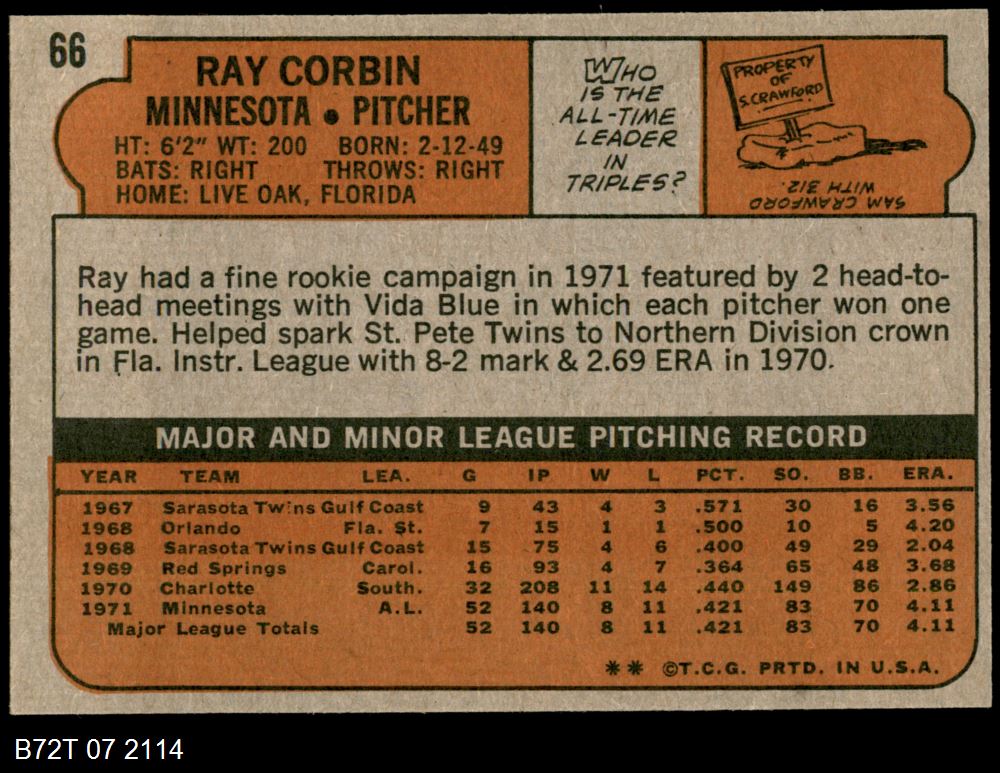 66
RAY CORBIN
MINNESOTA • PITCHER
HT: 6'2" WT: 200 BORN: 2-12-49
BATS: RIGHT THROWS: RIGHT
HOME: LIVE OAK, FLORIDA
WHO
IS THE
ALL-TIME
LEADER
IN
TRIPLES?
PROPERTY
OF
S. CRAWFORD
SAM CRAWFORD
WITH 312.
Ray had a fine rookie campaign in 1971 featured by 2 head-to-
head meetings with Vida Blue in which each pitcher won one
game. Helped spark St. Pete Twins to Northern Division crown
in Fla. Instr. League with 8-2 mark & 2.69 ERA in 1970.
MAJOR AND MINOR LEAGUE PITCHING RECORD
YEAR TEAM LEA. G IP W L PCT. SO. BB. ERA.
1967 Sarasota Twins Gulf Coast 9 43 4 3 .571 30 16 3.56
1968 Orlando Fla. St. 7 15 1 1 .500 10 5 4.20
1968 Sarasota Twins Gulf Coast 15 75 4 6 .400 49 29 2.04
1969 Red Springs Carol. 16 93 4 7 .364 65 48 3.68
1970 Charlotte South. 32 208 11 14 .440 149 86 2.86
1971 Minnesota A.L. 52 140 8 11 .421 83 70 4.11
Major League Totals 52 140 8 11 .421 83 70 4.11
** ©T.C.G. PRTD. IN U.S.A.
B72T 07 2114